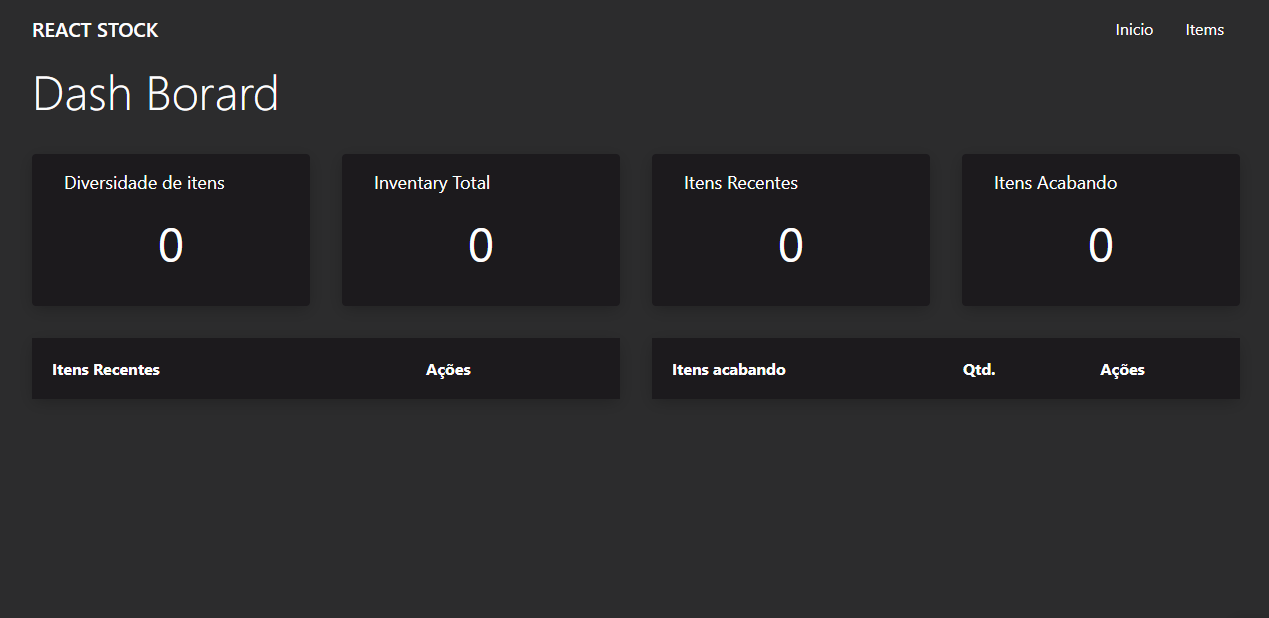 REACT STOCK
Inicio
Items
Dash Borard
Diversidade de itens
0
Inventary Total
0
Itens Recentes
0
Itens Acabando
0
Itens Recentes
Ações
Itens acabando
Qtd.
Ações